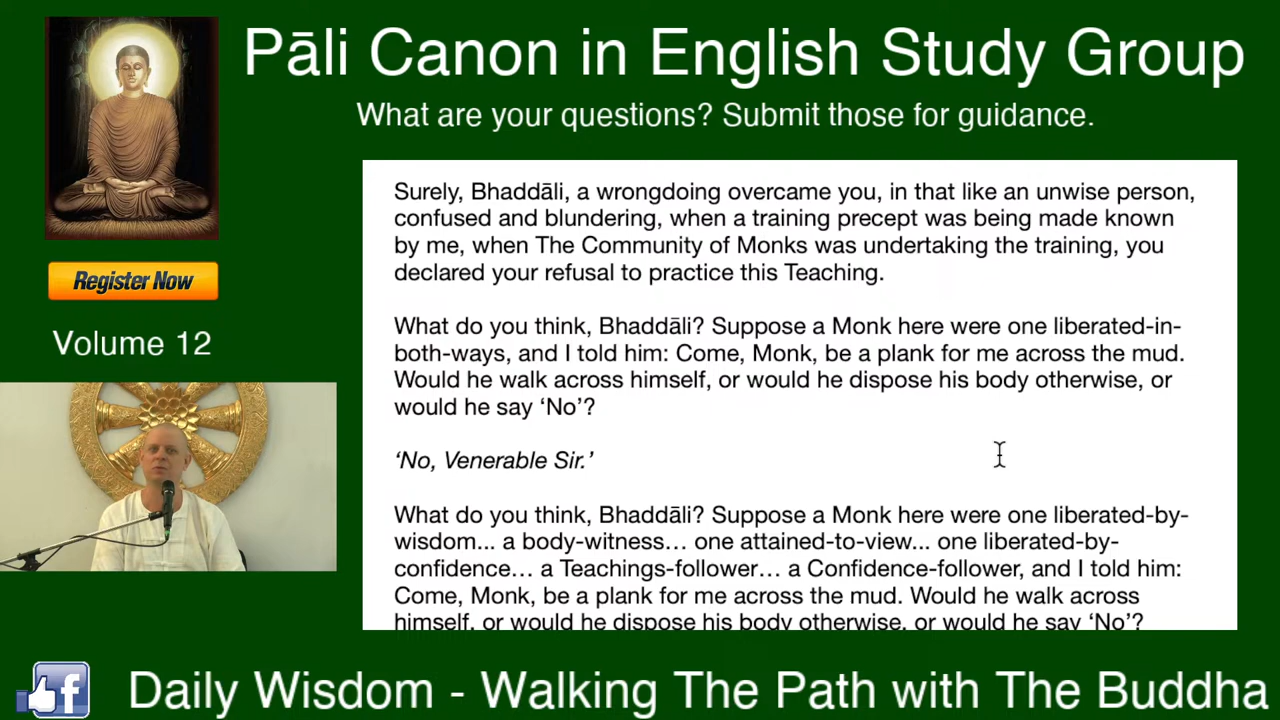 Pāli Canon in English Study Group
What are your questions? Submit those for guidance.
Register Now
Volume 12
Surely, Bhaddāli, a wrongdoing overcame you, in that like an unwise person,
confused and blundering, when a training precept was being made known
by me, when The Community of Monks was undertaking the training, you
declared your refusal to practice this Teaching.
What do you think, Bhaddāli? Suppose a Monk here were one liberated-in-
both-ways, and I told him: Come, Monk, be a plank for me across the mud.
Would he walk across himself, or would he dispose his body otherwise, or
would he say ‘No’?
‘No, Venerable Sir.’
What do you think, Bhaddāli? Suppose a Monk here were one liberated-by-
wisdom... a body-witness… one attained-to-view... one liberated-by-
confidence… a Teachings-follower… a Confidence-follower, and I told him:
Come, Monk, be a plank for me across the mud. Would he walk across
himself, or would he dispose his body otherwise, or would he say ‘No’?
f
Daily Wisdom - Walking The Path with The Buddha